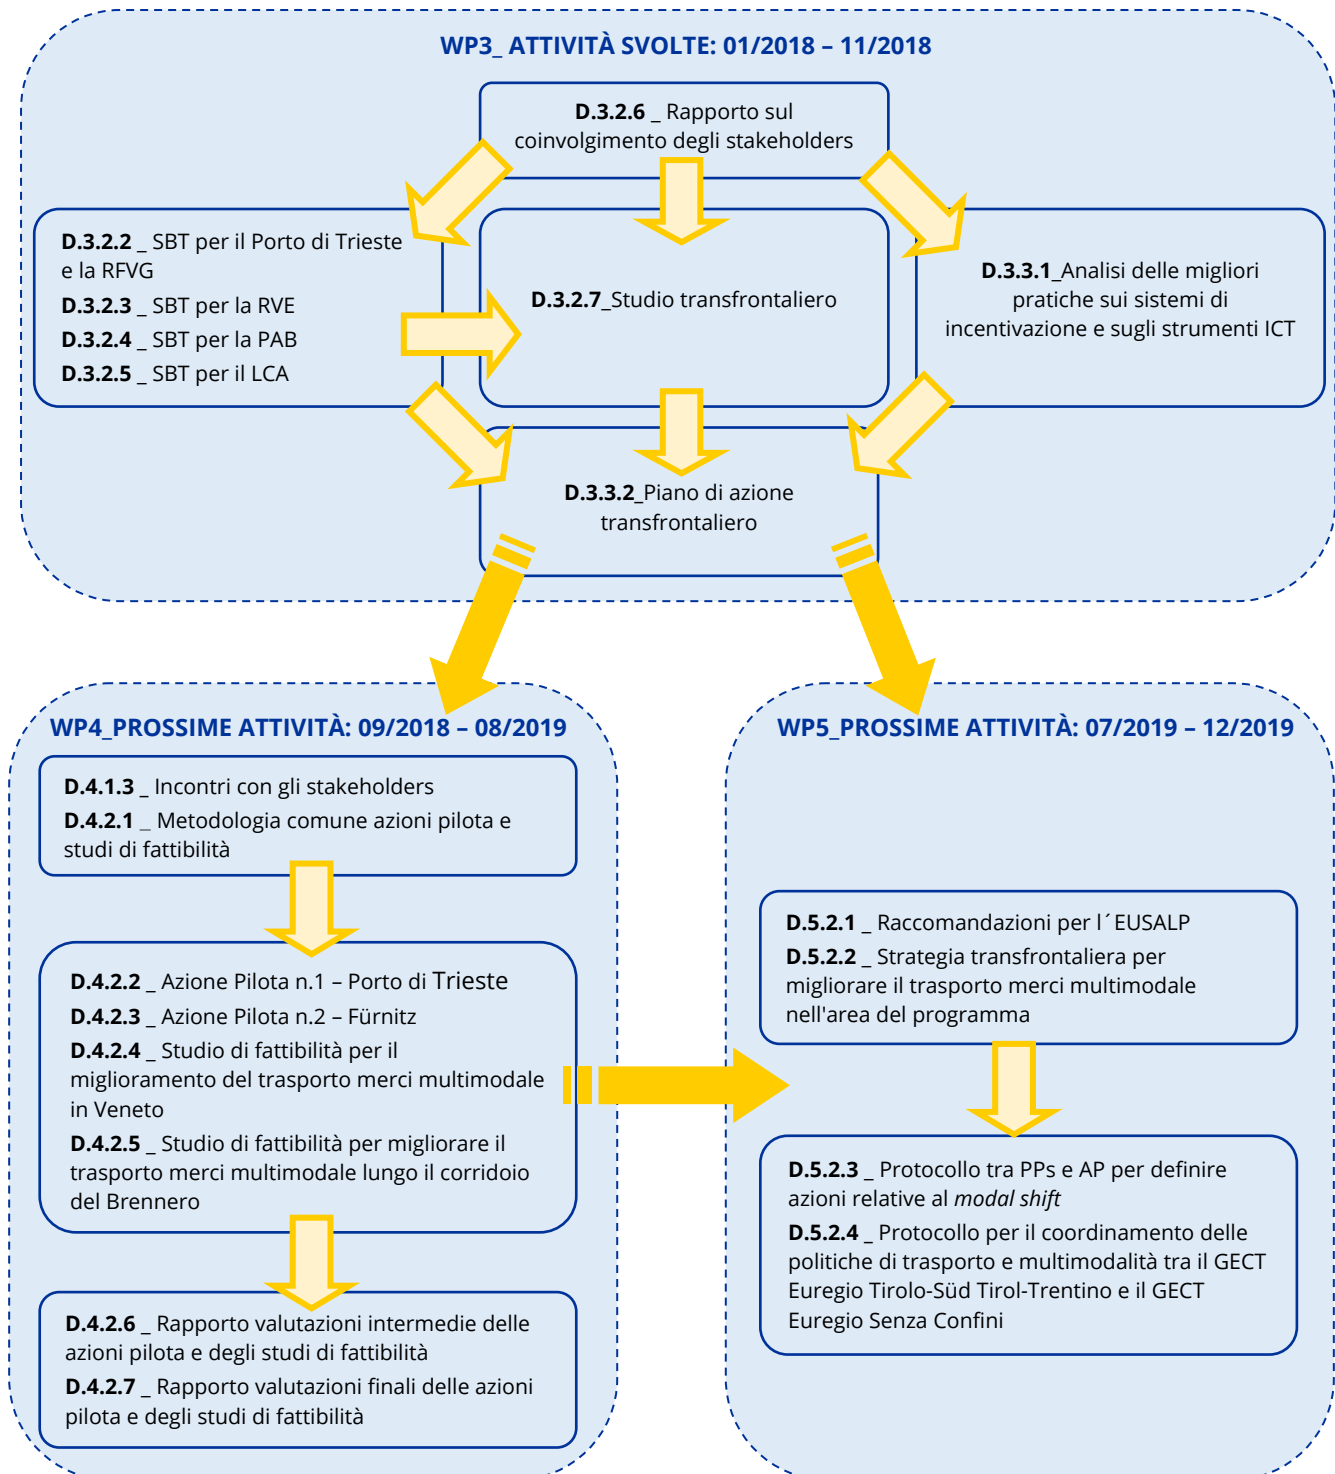 WP3_ ATTIVITÀ SVOLTE: 01/2018 – 11/2018
D.3.2.6 _ Rapporto sul
coinvolgimento degli stakeholders
D.3.2.2 _ SBT per il Porto di Trieste
e la RFVG
D.3.2.3 _ SBT per la RVE
D.3.2.4 _ SBT per la PAB
D.3.2.5 _ SBT per il LCA
D.3.2.7_Studio transfrontaliero
D.3.3.1_Analisi delle migliori
pratiche sui sistemi di
incentivazione e sugli strumenti ICT
D.3.3.2_Piano di azione
transfrontaliero
WP4_PROSSIME ATTIVITÀ: 09/2018 – 08/2019
D.4.1.3 _ Incontri con gli stakeholders
D.4.2.1 _ Metodologia comune azioni pilota e
studi di fattibilità
D.4.2.2 _ Azione Pilota n.1 – Porto di Trieste
D.4.2.3 _ Azione Pilota n.2 – Fürnitz
D.4.2.4 _ Studio di fattibilità per il
miglioramento del trasporto merci multimodale
in Veneto
D.4.2.5 _ Studio di fattibilità per migliorare il
trasporto merci multimodale lungo il corridoio
del Brennero
D.4.2.6 _ Rapporto valutazioni intermedie delle
azioni pilota e degli studi di fattibilità
D.4.2.7 _ Rapporto valutazioni finali delle azioni
pilota e degli studi di fattibilità
WP5_PROSSIME ATTIVITÀ: 07/2019 – 12/2019
D.5.2.1 _ Raccomandazioni per l´EUSALP
D.5.2.2 _ Strategia transfrontaliera per
migliorare il trasporto merci multimodale
nell'area del programma
D.5.2.3 _ Protocollo tra PPs e AP per definire
azioni relative al modal shift
D.5.2.4 _ Protocollo per il coordinamento delle
politiche di trasporto e multimodalità tra il GECT
Euregio Tirolo-Süd Tirol-Trentino e il GECT
Euregio Senza Confini